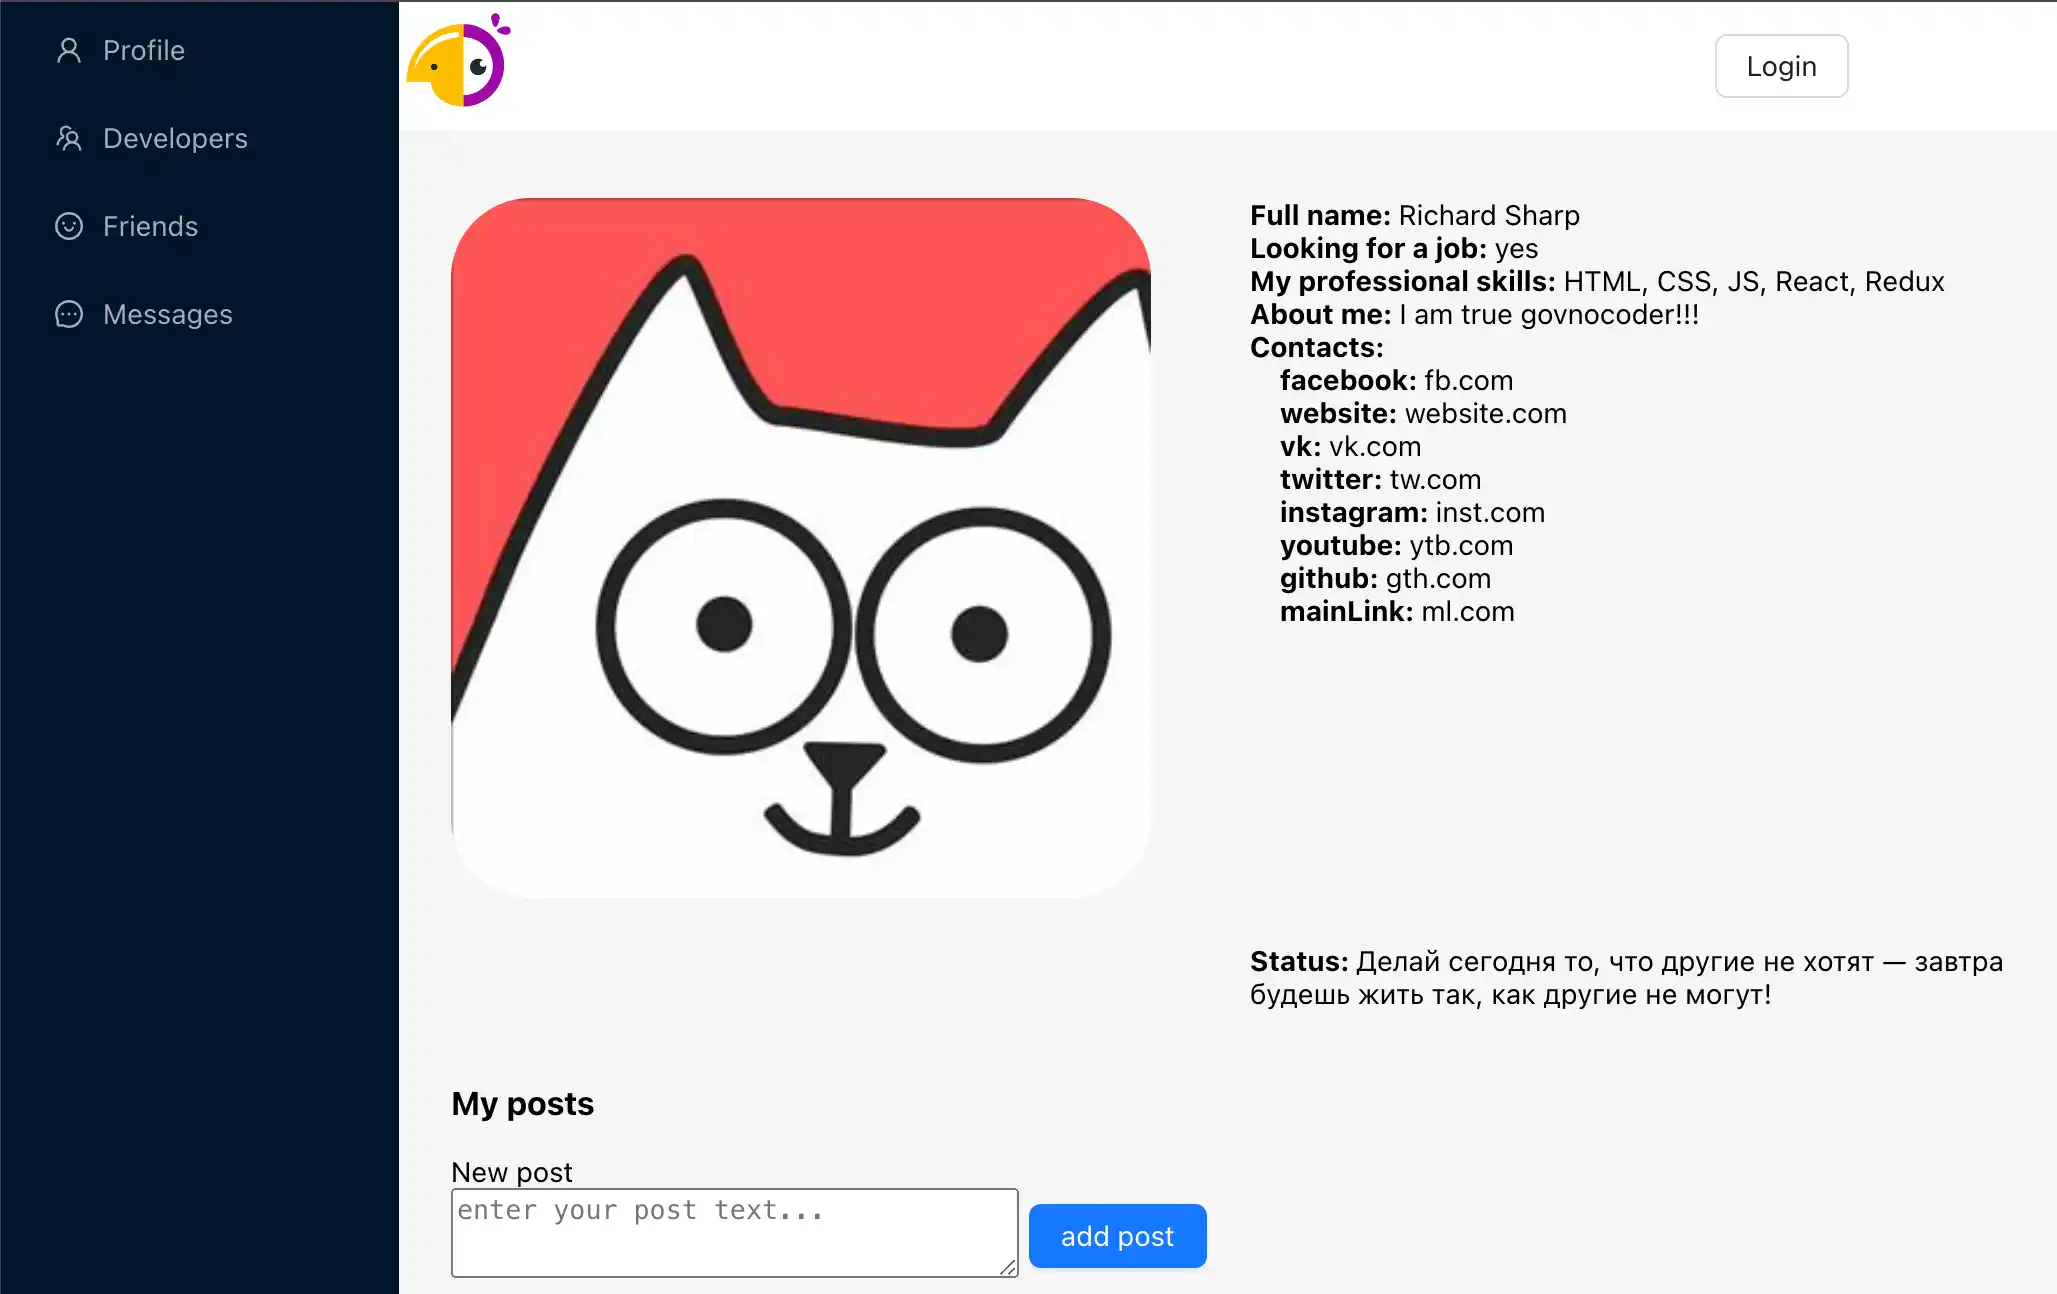 Profile
Developers
Friends
Messages
Login
Full name: Richard Sharp
Looking for a job: yes
My professional skills: HTML, CSS, JS, React, Redux
About me: I am true govnocoder!!!
Contacts:
facebook: fb.com
website: website.com
vk: vk.com
twitter: tw.com
instagram: inst.com
youtube: ytb.com
github: gth.com
mainLink: ml.com
Status: Делай сегодня то, что другие не хотят — завтра
будешь жить так, как другие не могут!
My posts
New post
enter your post text...
add post